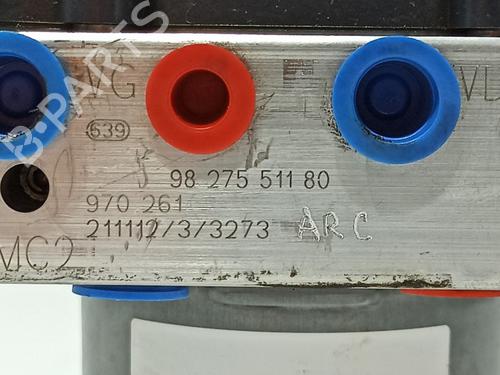 VG
VL
639
98 275 511 80
970 261
211112/3/3273
ARC
MC2
B-PARTS